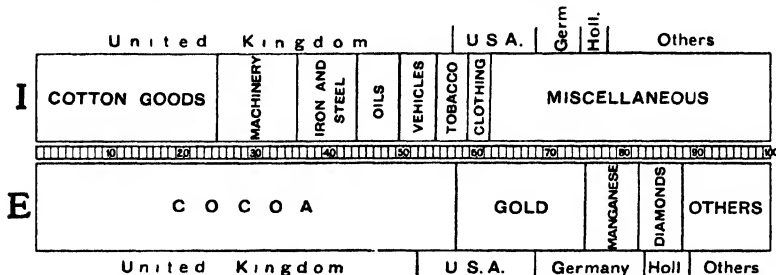 United Kingdom U S A. Germ Holl. Others
I COTTON GOODS MACHINERY IRON AND STEEL OILS VEHICLES TOBACCO CLOTHING MISCELLANEOUS
10 20 30 40 50 60 70 80 90 100
E COCOA GOLD MANGANESE DIAMONDS OTHERS
United Kingdom U S.A. Germany Holl Others